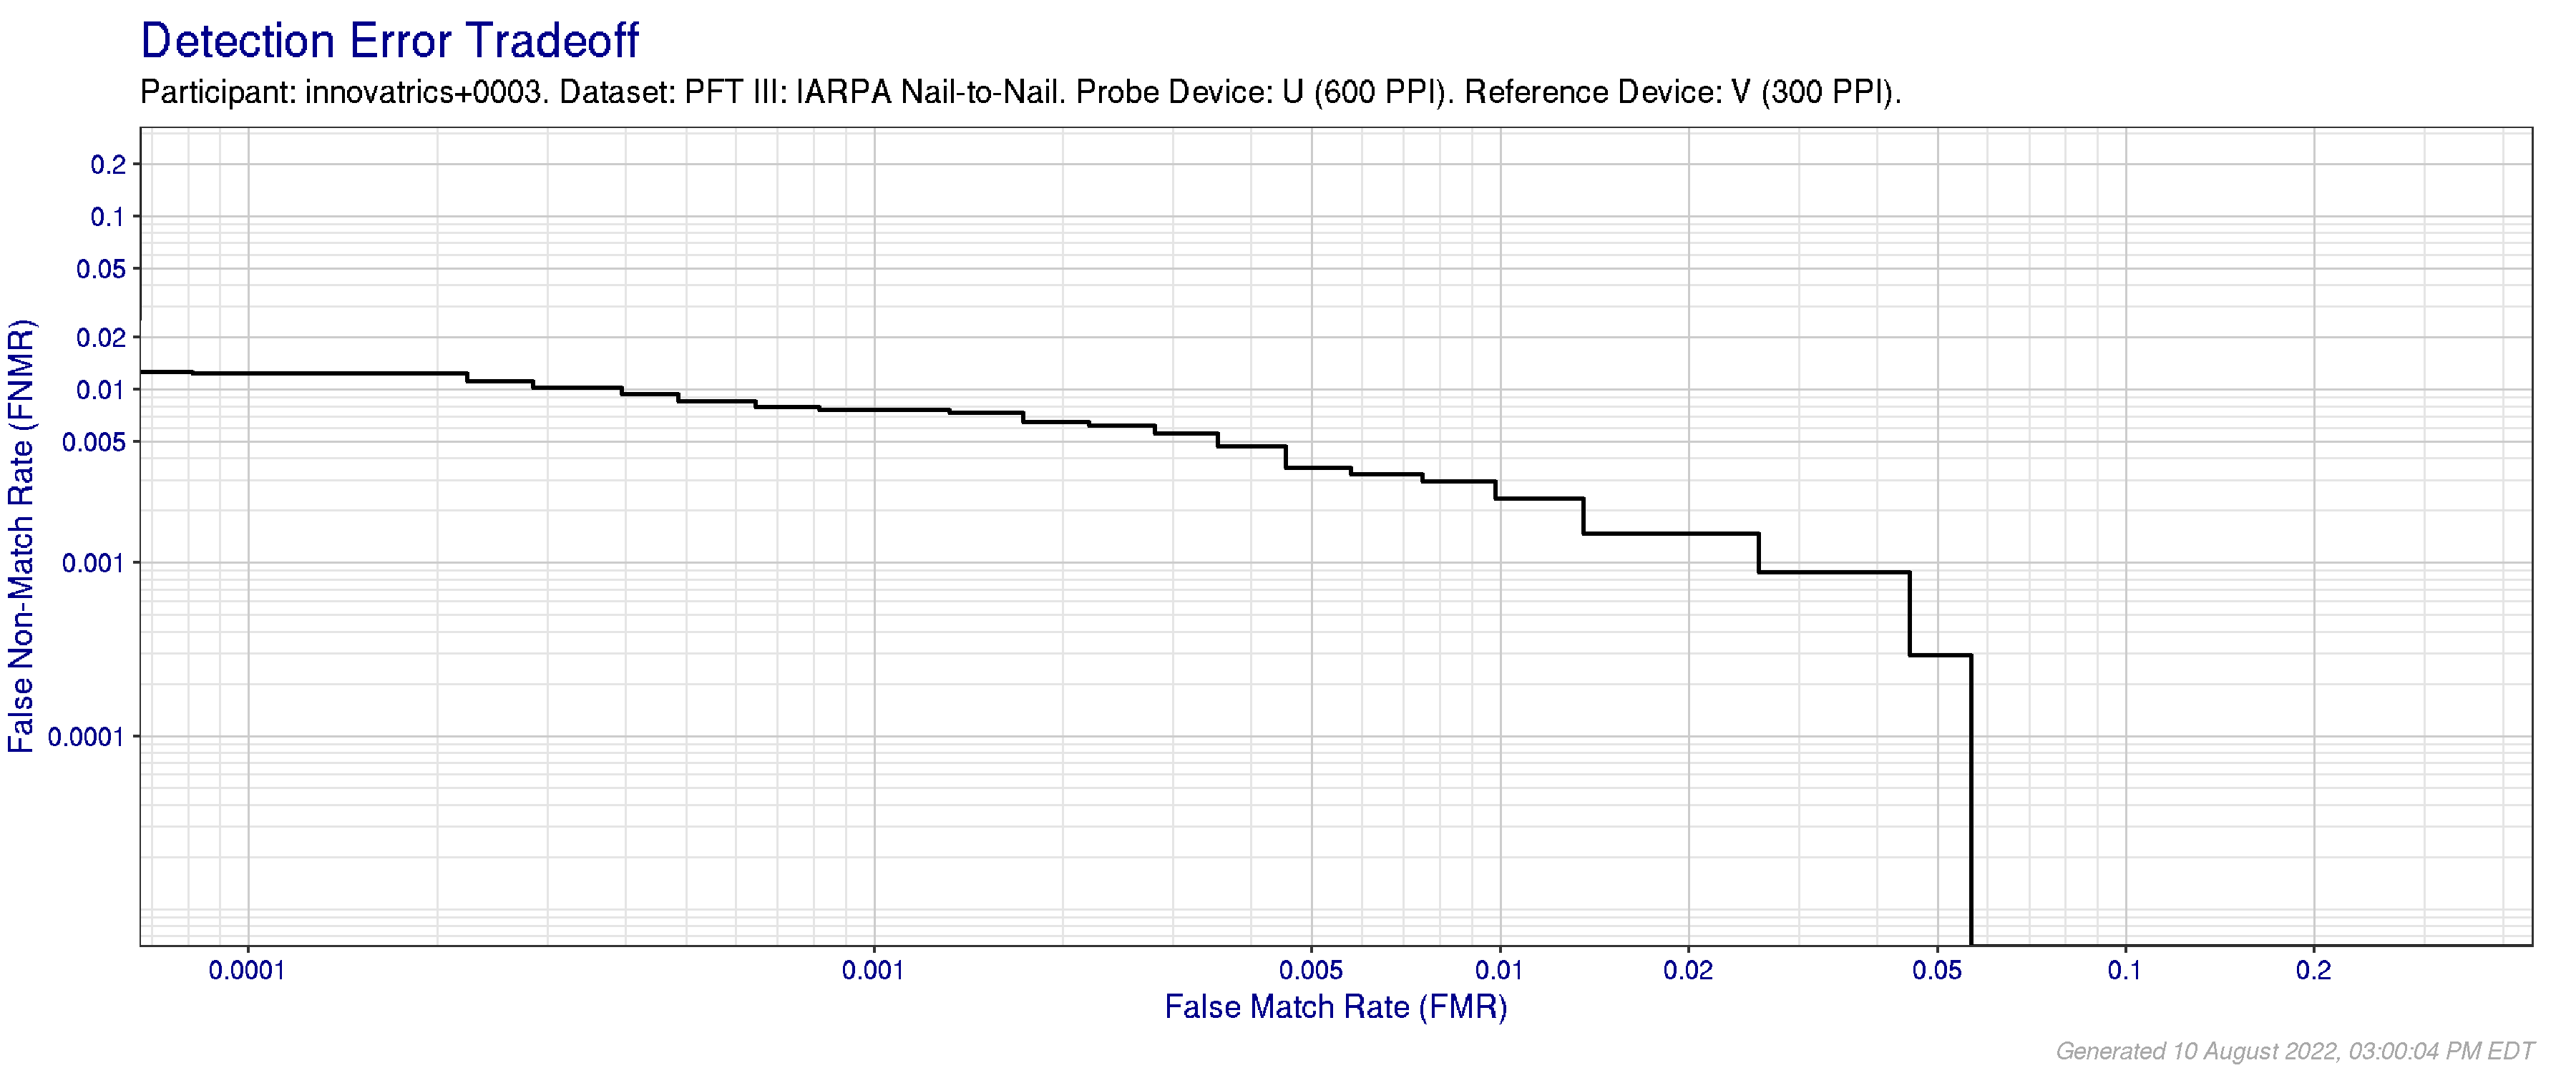 Detection Error Tradeoff
Participant: innovatrics+0003. Dataset: PFT III: IARPA Nail-to-Nail. Probe Device: U (600 PPI). Reference Device: V (300 PPI).
False Non-Match Rate (FNMR)
0.2
0.1
0.05
0.02
0.01
0.005
0.001
0.0001
0.0001 0.001 0.005 0.01 0.02 0.05 0.1 0.2
False Match Rate (FMR)
Generated 10 August 2022, 03:00:04 PM EDT